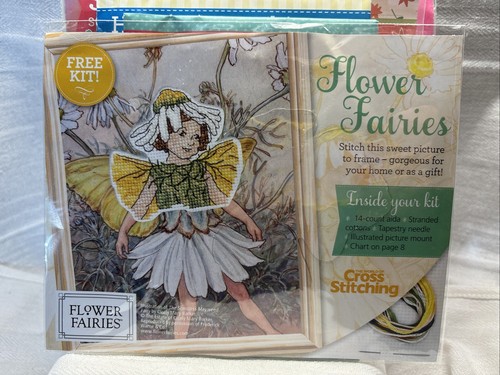 FREE
KIT!
Flower
Fairies
Stitch this sweet picture
to frame – gorgeous for
your home or as a gift!
Inside your kit
14-count aida • Stranded
cottons • Tapestry needle
Illustrated picture mount
Chart on page 8
Cross
Stitching
FLOWER
FAIRIES